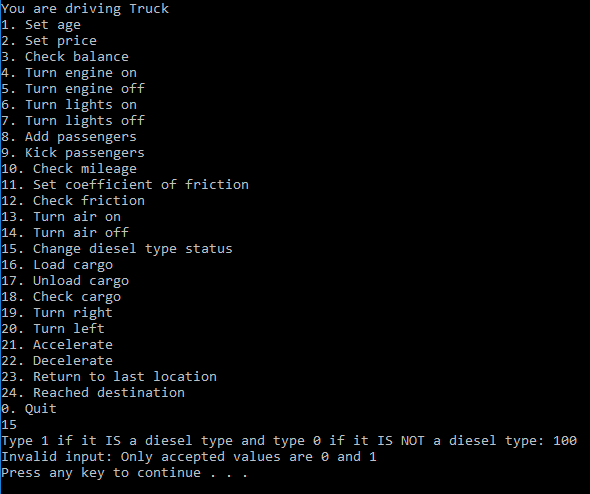 You are driving Truck
1. Set age
2. Set price
3. Check balance
4. Turn engine on
5. Turn engine off
6. Turn lights on
7. Turn lights off
8. Add passengers
9. Kick passengers
10. Check mileage
11. Set coefficient of friction
12. Check friction
13. Turn air on
14. Turn air off
15. Change diesel type status
16. Load cargo
17. Unload cargo
18. Check cargo
19. Turn right
20. Turn left
21. Accelerate
22. Decelerate
23. Return to last location
24. Reached destination
0. Quit
15
Type 1 if it IS a diesel type and type 0 if it IS NOT a diesel type: 100
Invalid input: Only accepted values are 0 and 1
Press any key to continue . . .